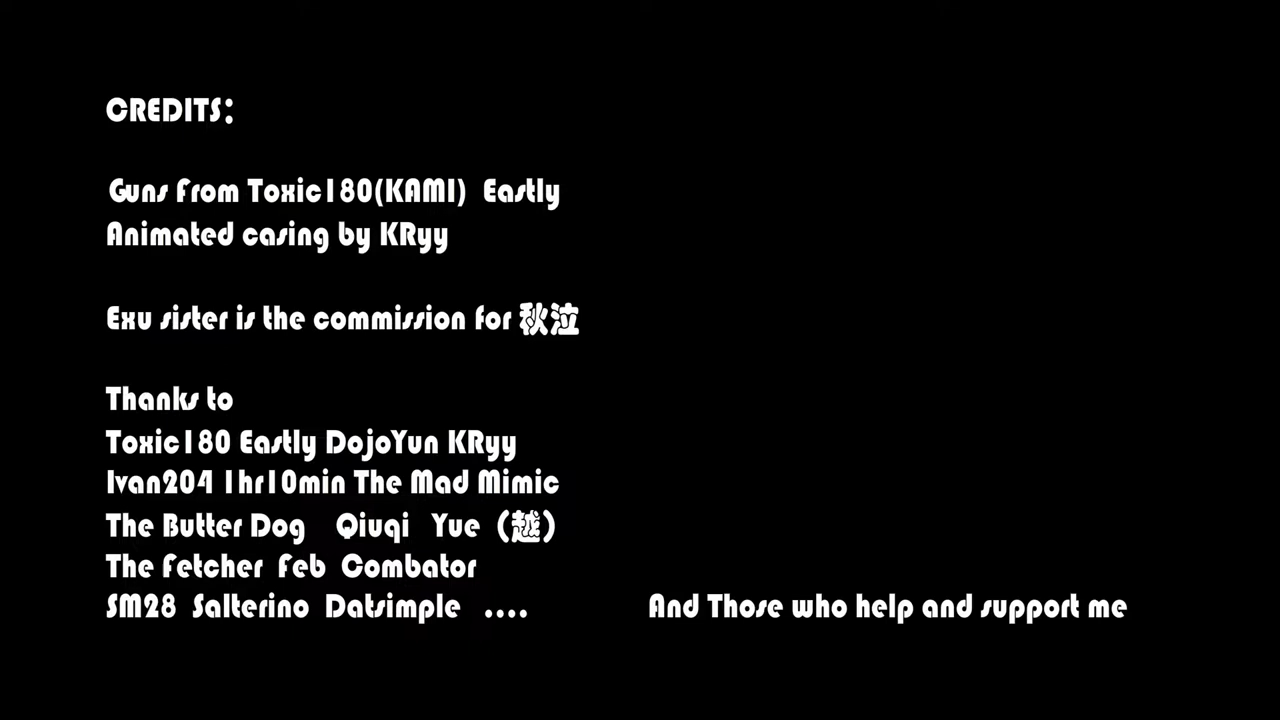 CREDITS:
Guns From Toxic180(KAMI) Eastly
Animated casing by KRyy
Exu sister is the commission for 秋泣
Thanks to
Toxic180 Eastly DojoYun KRyy
Ivan204 1hr10min The Mad Mimic
The Butter Dog Qiuqi Yue (越)
The Fetcher Feb Combator
SM28 Salterino Datsimple .... And Those who help and support me